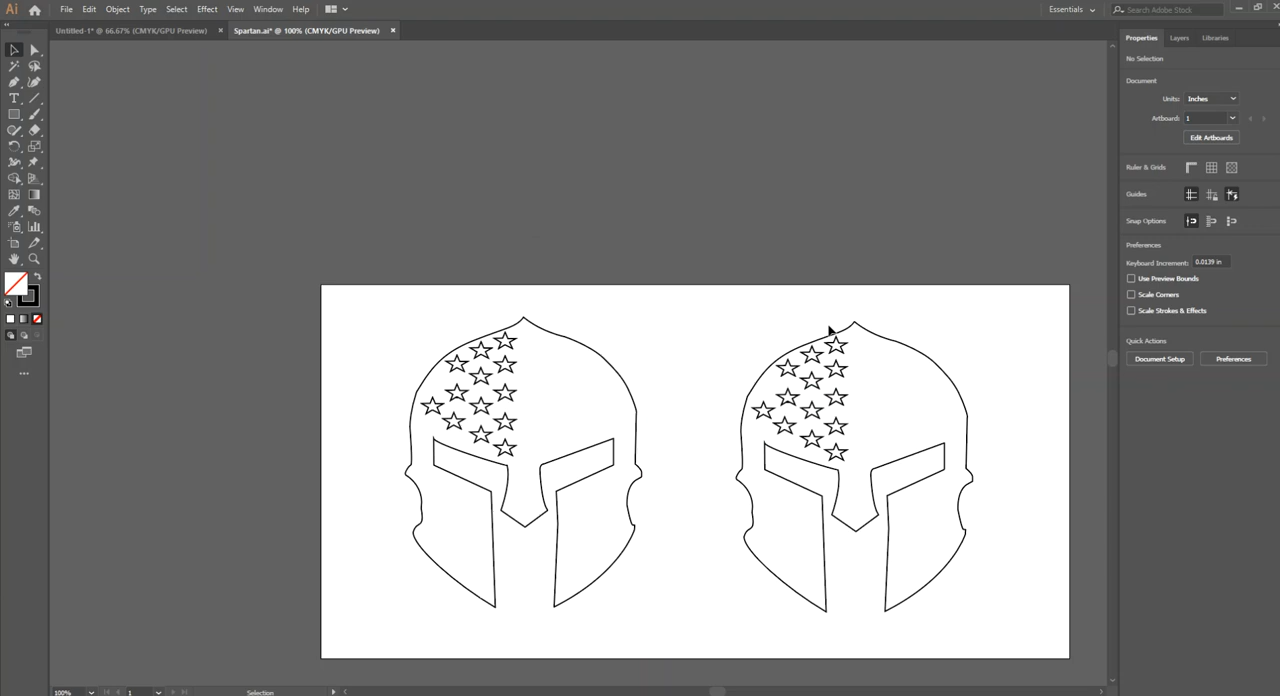 Ai File Edit Object Type Select Effect View Window Help Essentials Search Adobe Stock
Untitled-1* @ 66.67% (CMYK/GPU Preview) × Spartan.ai* @ 100% (CMYK/GPU Preview) ×
Properties Layers Libraries
No Selection
Document
Units: Inches
Artboard: 1
Edit Artboards
Ruler & Grids
Guides
Snap Options
Preferences
Keyboard Increment: 0.0139 in
Use Preview Bounds
Scale Corners
Scale Strokes & Effects
Quick Actions
Document Setup Preferences
100% 1 Selection